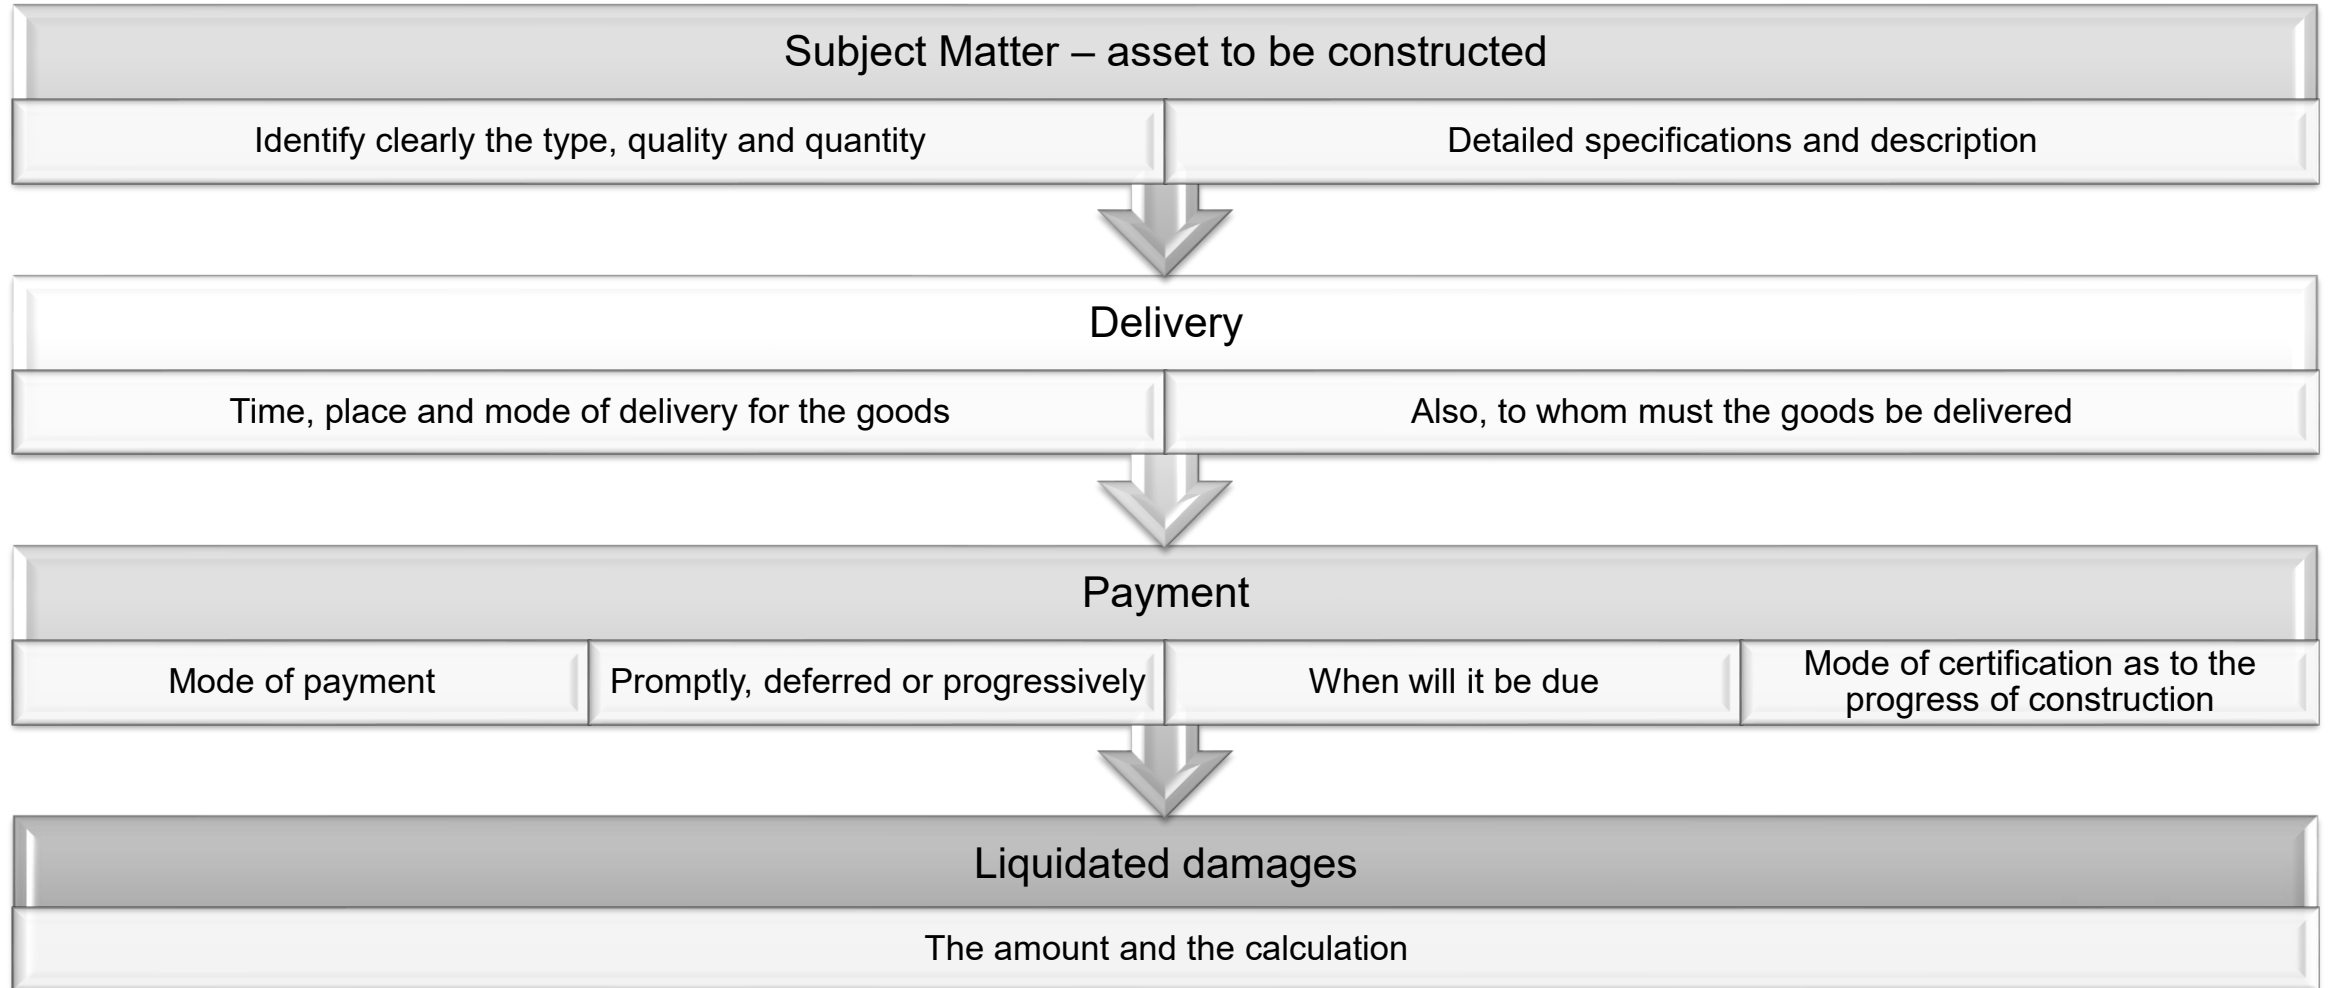 Subject Matter – asset to be constructed
Identify clearly the type, quality and quantity
Detailed specifications and description
Delivery
Time, place and mode of delivery for the goods
Also, to whom must the goods be delivered
Payment
Mode of payment
Promptly, deferred or progressively
When will it be due
Mode of certification as to the
progress of construction
Liquidated damages
The amount and the calculation